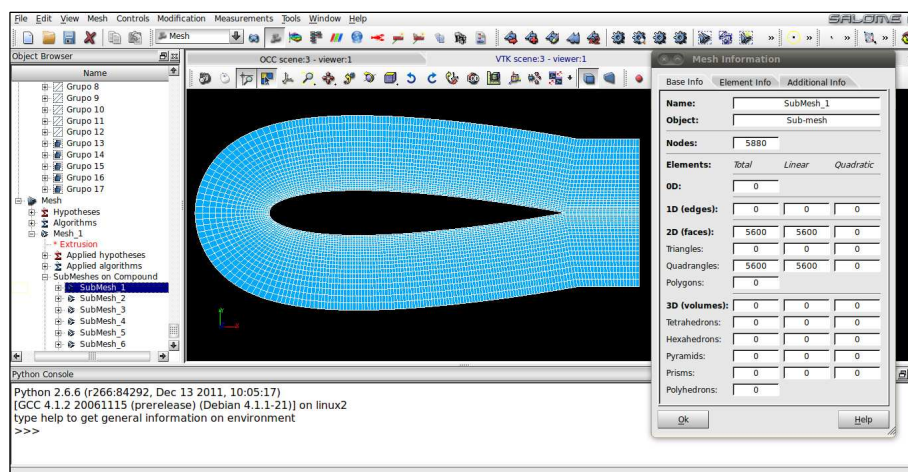 File Edit View Mesh Controls Modification Measurements Tools Window Help
SALOME
Mesh
Object Browser
OCC scene:3 - viewer:1
VTK scene:3 - viewer:1
Name
Grupo 8
Grupo 9
Grupo 10
Grupo 11
Grupo 12
Grupo 13
Grupo 14
Grupo 15
Grupo 16
Grupo 17
Mesh
Hypotheses
Algorithms
Mesh_1
* Extrusion
Applied hypotheses
Applied algorithms
SubMeshes on Compound
SubMesh_1
SubMesh_2
SubMesh_3
SubMesh_4
SubMesh_5
SubMesh_6
Mesh Information
Base Info Element Info Additional Info
Name: SubMesh_1
Object: Sub-mesh
Nodes: 5880
Elements: Total Linear Quadratic
0D: 0
1D (edges): 0 0 0
2D (faces): 5600 5600 0
Triangles: 0 0 0
Quadrangles: 5600 5600 0
Polygons: 0
3D (volumes): 0 0 0
Tetrahedrons: 0 0 0
Hexahedrons: 0 0 0
Pyramids: 0 0 0
Prisms: 0 0 0
Polyhedrons: 0
Ok Help
Python Console
Python 2.6.6 (r266:84292, Dec 13 2011, 10:05:17)
[GCC 4.1.2 20061115 (prerelease) (Debian 4.1.1-21)] on linux2
type help to get general information on environment
>>>